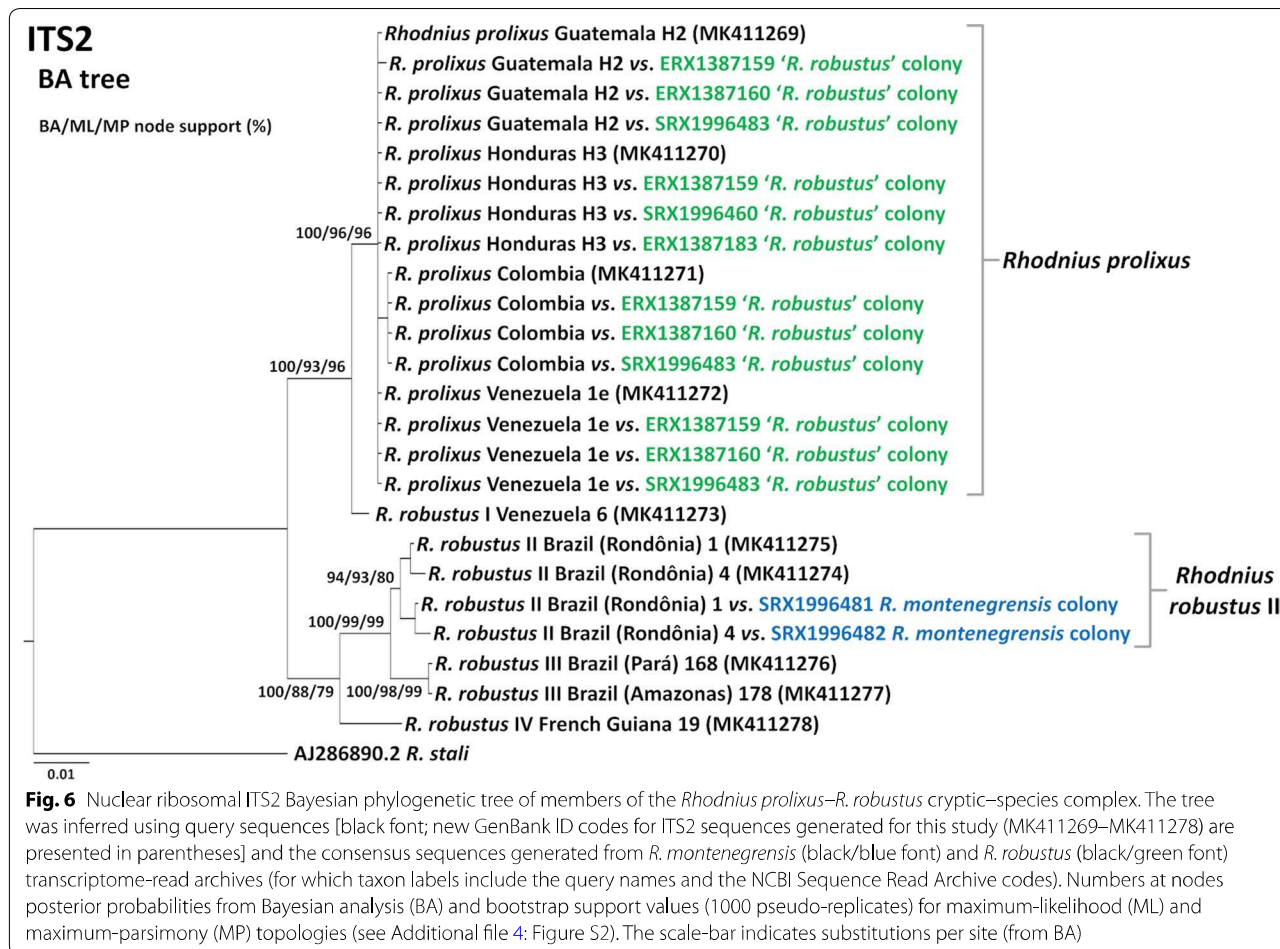 ITS2
BA tree
BA/ML/MP node support (%)
Rhodnius prolixus Guatemala H2 (MK411269)
R. prolixus Guatemala H2 vs. ERX1387159 ‘R. robustus’ colony
R. prolixus Guatemala H2 vs. ERX1387160 ‘R. robustus’ colony
R. prolixus Guatemala H2 vs. SRX1996483 ‘R. robustus’ colony
R. prolixus Honduras H3 (MK411270)
R. prolixus Honduras H3 vs. ERX1387159 ‘R. robustus’ colony
R. prolixus Honduras H3 vs. SRX1996460 ‘R. robustus’ colony
R. prolixus Honduras H3 vs. ERX1387183 ‘R. robustus’ colony
100/96/96
Rhodnius prolixus
R. prolixus Colombia (MK411271)
R. prolixus Colombia vs. ERX1387159 ‘R. robustus’ colony
R. prolixus Colombia vs. ERX1387160 ‘R. robustus’ colony
R. prolixus Colombia vs. SRX1996483 ‘R. robustus’ colony
100/93/96
R. prolixus Venezuela 1e (MK411272)
R. prolixus Venezuela 1e vs. ERX1387159 ‘R. robustus’ colony
R. prolixus Venezuela 1e vs. ERX1387160 ‘R. robustus’ colony
R. prolixus Venezuela 1e vs. SRX1996483 ‘R. robustus’ colony
R. robustus I Venezuela 6 (MK411273)
R. robustus II Brazil (Rondônia) 1 (MK411275)
R. robustus II Brazil (Rondônia) 4 (MK411274)
94/93/80
Rhodnius
robustus II
R. robustus II Brazil (Rondônia) 1 vs. SRX1996481 R. montenegrensis colony
R. robustus II Brazil (Rondônia) 4 vs. SRX1996482 R. montenegrensis colony
100/99/99
R. robustus III Brazil (Pará) 168 (MK411276)
R. robustus III Brazil (Amazonas) 178 (MK411277)
100/88/79
100/98/99
R. robustus IV French Guiana 19 (MK411278)
AJ286890.2 R. stali
0.01
Fig. 6 Nuclear ribosomal ITS2 Bayesian phylogenetic tree of members of the Rhodnius prolixus–R. robustus cryptic–species complex. The tree
was inferred using query sequences [black font; new GenBank ID codes for ITS2 sequences generated for this study (MK411269–MK411278) are
presented in parentheses] and the consensus sequences generated from R. montenegrensis (black/blue font) and R. robustus (black/green font)
transcriptome-read archives (for which taxon labels include the query names and the NCBI Sequence Read Archive codes). Numbers at nodes
posterior probabilities from Bayesian analysis (BA) and bootstrap support values (1000 pseudo-replicates) for maximum-likelihood (ML) and
maximum-parsimony (MP) topologies (see Additional file 4: Figure S2). The scale-bar indicates substitutions per site (from BA)